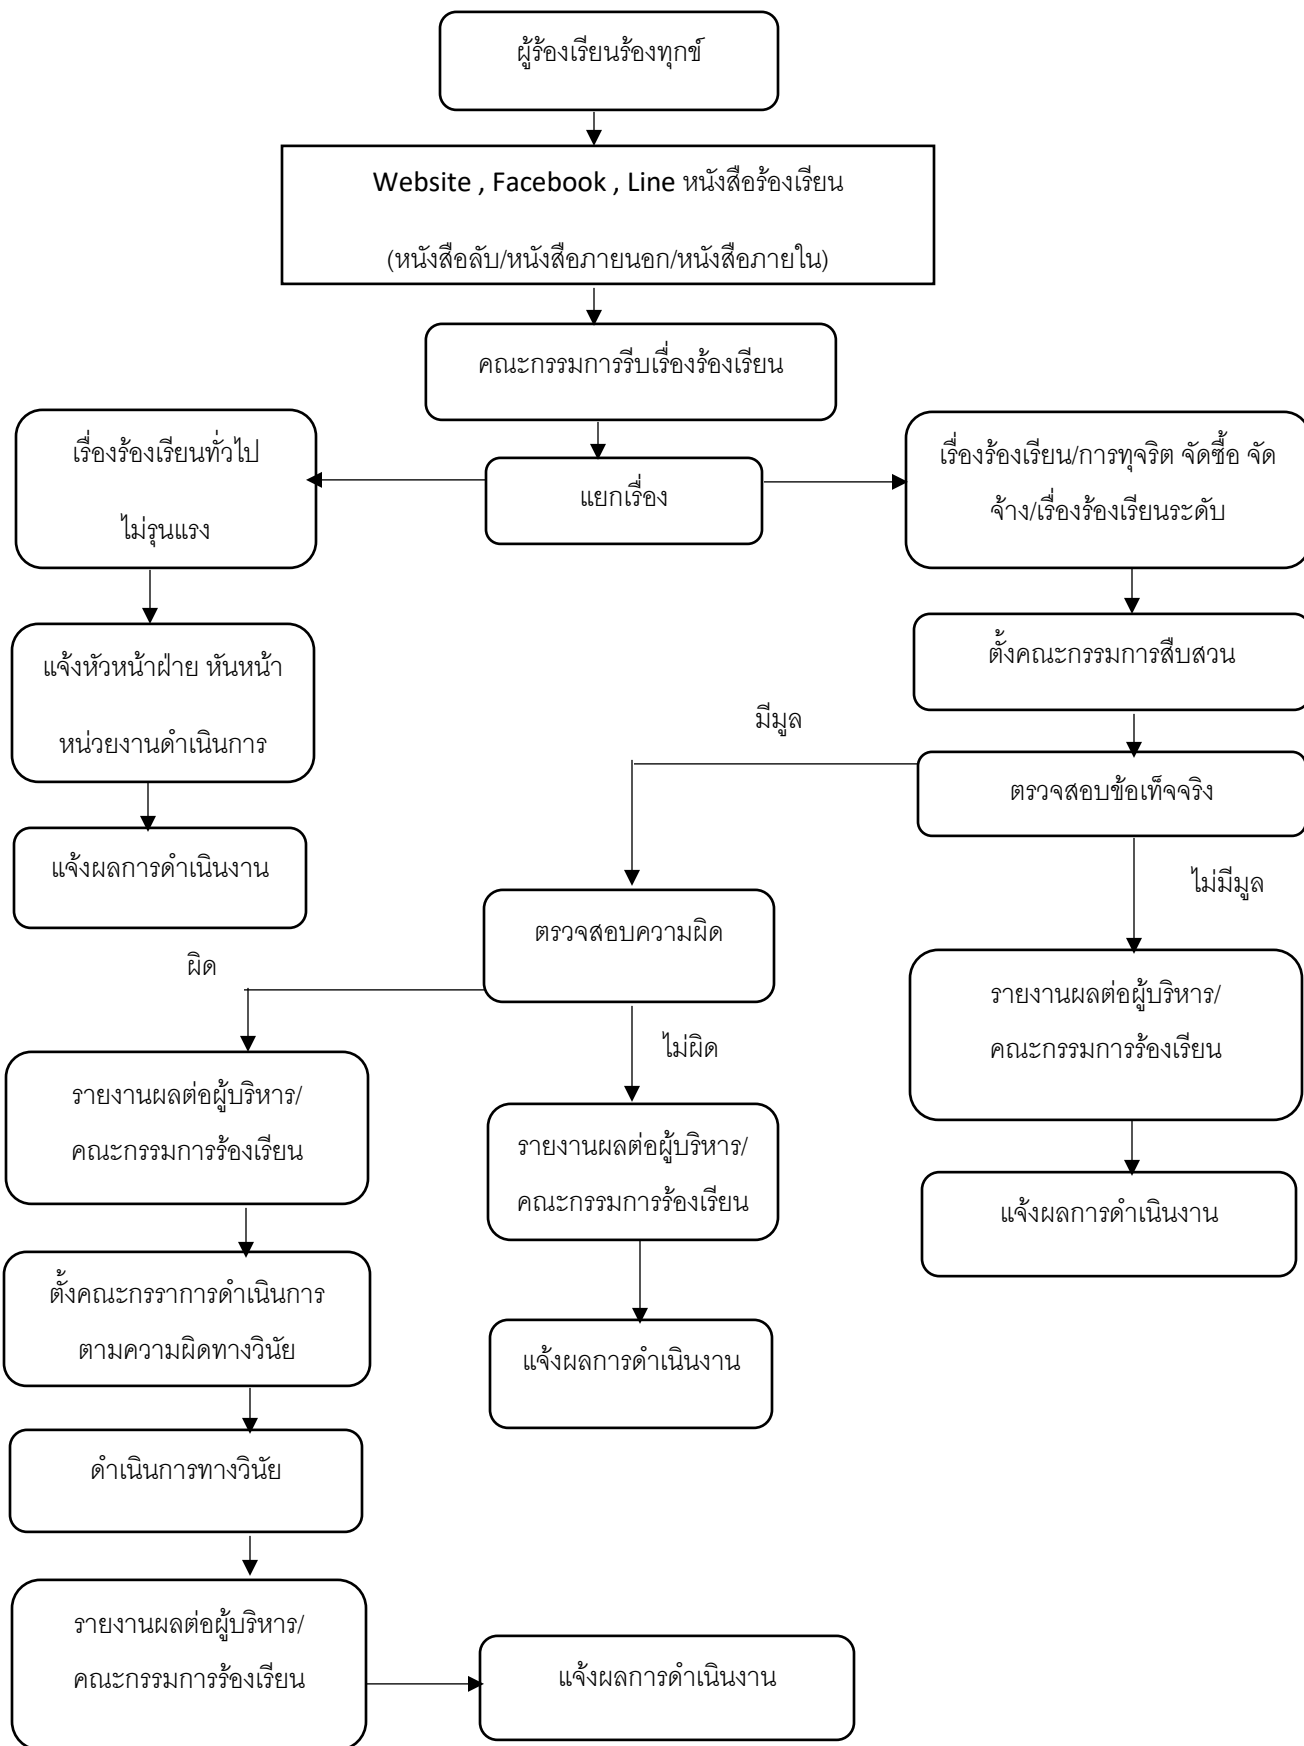 ผู้ร้องเรียนร้องทุกข์
Website , Facebook , Line หนังสือร้องเรียน
(หนังสือลับ/หนังสือภายนอก/หนังสือภายใน)
คณะกรรมการรีบเรื่องร้องเรียน
เรื่องร้องเรียนทั่วไป
ไม่รุนแรง
แยกเรื่อง
เรื่องร้องเรียน/การทุจริต จัดซื้อ จัด
จ้าง/เรื่องร้องเรียนระดับ
แจ้งหัวหน้าฝ่าย หันหน้า
หน่วยงานดำเนินการ
ตั้งคณะกรรมการสืบสวน
มีมูล
ตรวจสอบข้อเท็จจริง
แจ้งผลการดำเนินงาน
ไม่มีมูล
ตรวจสอบความผิด
ผิด
รายงานผลต่อผู้บริหาร/
คณะกรรมการร้องเรียน
ไม่ผิด
รายงานผลต่อผู้บริหาร/
คณะกรรมการร้องเรียน
รายงานผลต่อผู้บริหาร/
คณะกรรมการร้องเรียน
แจ้งผลการดำเนินงาน
ตั้งคณะกรราการดำเนินการ
ตามความผิดทางวินัย
แจ้งผลการดำเนินงาน
ดำเนินการทางวินัย
รายงานผลต่อผู้บริหาร/
คณะกรรมการร้องเรียน
แจ้งผลการดำเนินงาน